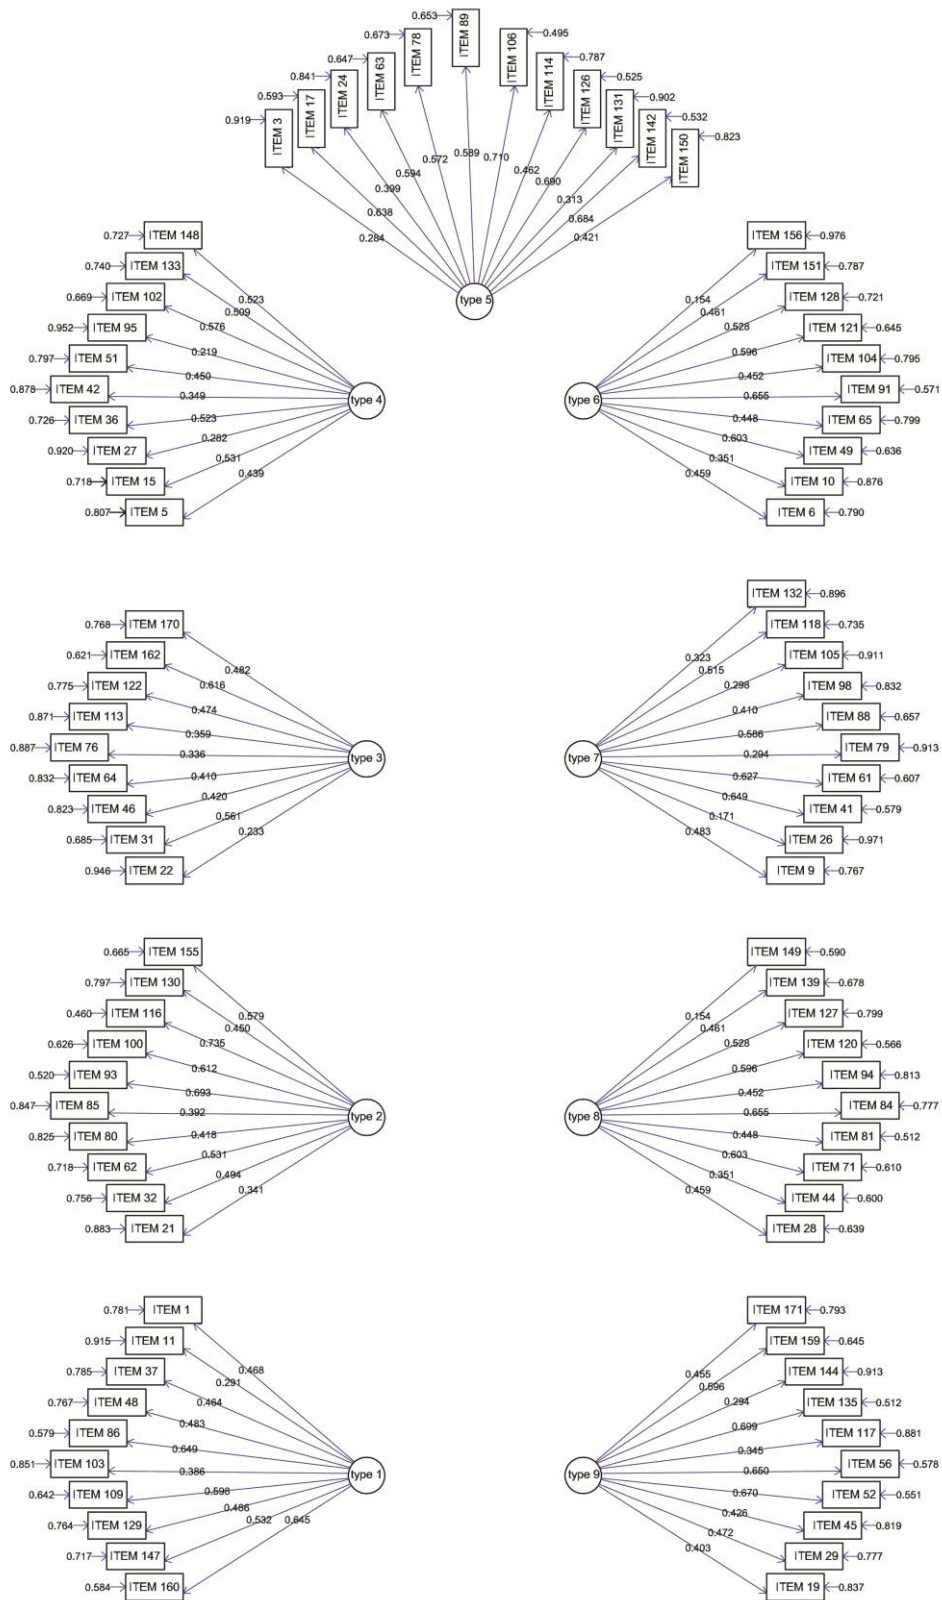 0.653 ITEM 89
0.673 ITEM 78
ITEM 106 0.495
0.647 ITEM 63
ITEM 114 0.787
0.841 ITEM 24
ITEM 126 0.525
0.593 ITEM 17
ITEM 131 0.902
0.919 ITEM 3
ITEM 142 0.532
ITEM 150 0.823
0.284
0.638
0.399
0.594
0.572
0.589
0.710
0.462
0.690
0.313
0.684
0.421
type 5
0.727 ITEM 148
0.740 ITEM 133
0.669 ITEM 102
0.952 ITEM 95
0.797 ITEM 51
0.878 ITEM 42
0.726 ITEM 36
0.920 ITEM 27
0.718 ITEM 15
0.807 ITEM 5
0.523
0.509
0.576
0.219
0.450
0.349
0.523
0.282
0.531
0.439
type 4
ITEM 156 0.976
ITEM 151 0.787
ITEM 128 0.721
ITEM 121 0.645
ITEM 104 0.795
ITEM 91 0.571
ITEM 65 0.799
ITEM 49 0.636
ITEM 10 0.876
ITEM 6 0.790
0.154
0.461
0.528
0.596
0.452
0.655
0.448
0.603
0.351
0.459
type 6
0.768 ITEM 170
0.621 ITEM 162
0.775 ITEM 122
0.871 ITEM 113
0.887 ITEM 76
0.832 ITEM 64
0.823 ITEM 46
0.685 ITEM 31
0.946 ITEM 22
0.482
0.616
0.474
0.359
0.336
0.410
0.420
0.561
0.233
type 3
ITEM 132 0.896
ITEM 118 0.735
ITEM 105 0.911
ITEM 98 0.832
ITEM 88 0.657
ITEM 79 0.913
ITEM 61 0.607
ITEM 41 0.579
ITEM 26 0.971
ITEM 9 0.767
0.323
0.515
0.298
0.410
0.586
0.294
0.627
0.649
0.171
0.483
type 7
0.665 ITEM 155
0.797 ITEM 130
0.460 ITEM 116
0.626 ITEM 100
0.520 ITEM 93
0.847 ITEM 85
0.825 ITEM 80
0.718 ITEM 62
0.756 ITEM 32
0.883 ITEM 21
0.579
0.450
0.735
0.612
0.693
0.392
0.418
0.531
0.494
0.341
type 2
ITEM 149 0.590
ITEM 139 0.678
ITEM 127 0.799
ITEM 120 0.566
ITEM 94 0.813
ITEM 84 0.777
ITEM 81 0.512
ITEM 71 0.610
ITEM 44 0.600
ITEM 28 0.639
0.154
0.461
0.528
0.596
0.452
0.655
0.448
0.603
0.351
0.459
type 8
0.781 ITEM 1
0.915 ITEM 11
0.785 ITEM 37
0.767 ITEM 48
0.579 ITEM 86
0.851 ITEM 103
0.642 ITEM 109
0.764 ITEM 129
0.717 ITEM 147
0.584 ITEM 160
0.468
0.291
0.464
0.483
0.649
0.386
0.598
0.486
0.532
0.645
type 1
ITEM 171 0.793
ITEM 159 0.645
ITEM 144 0.913
ITEM 135 0.512
ITEM 117 0.881
ITEM 56 0.578
ITEM 52 0.551
ITEM 45 0.819
ITEM 29 0.777
ITEM 19 0.837
0.455
0.596
0.294
0.699
0.345
0.650
0.670
0.426
0.472
0.403
type 9